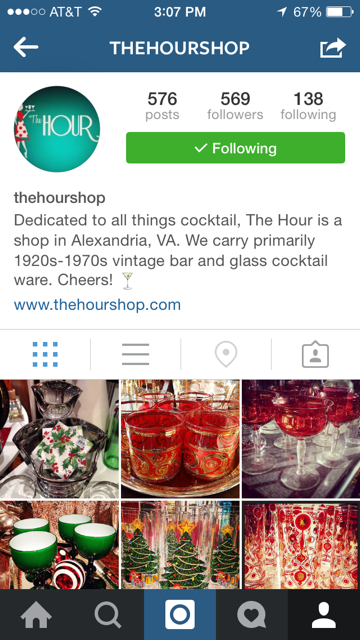 AT&T 3:07 PM 67%
THEHOURSHOP
The HOUR
576 569 138
posts followers following
Following
thehourshop
Dedicated to all things cocktail, The Hour is a
shop in Alexandria, VA. We carry primarily
1920s-1970s vintage bar and glass cocktail
ware. Cheers!
www.thehourshop.com